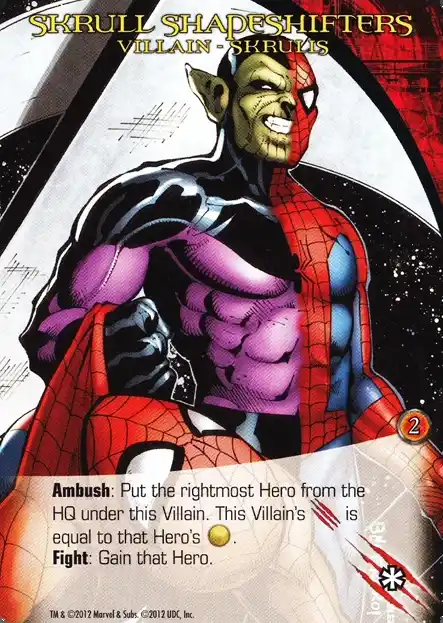 SKRULL SHAPESHIFTERS
VILLAIN - SKRULLS
2
Ambush: Put the rightmost Hero from the
HQ under this Villain. This Villain's is
equal to that Hero's .
Fight: Gain that Hero.
*
TM & ©2012 Marvel & Subs. ©2012 UDC, Inc.